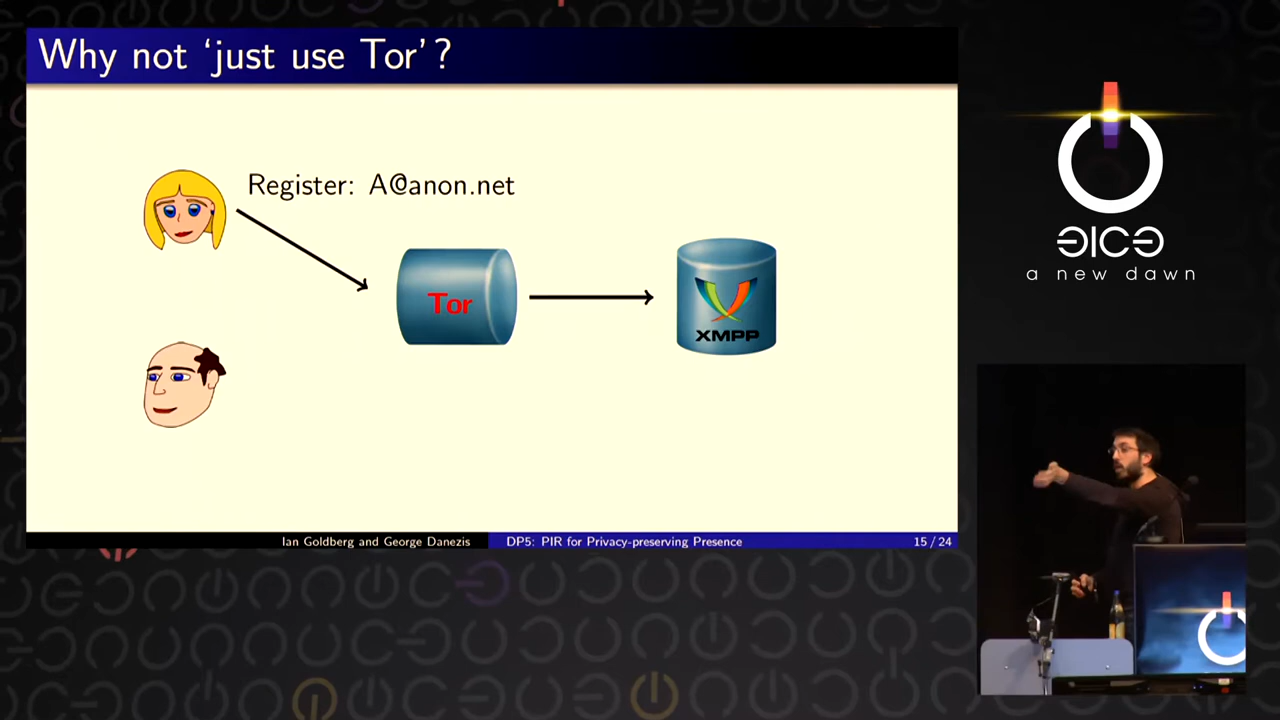 Why not ‘just use Tor’?
Register: A@anon.net
Tor
XMPP
Ian Goldberg and George Danezis
DP5: PIR for Privacy-preserving Presence
15 / 24
a new dawn